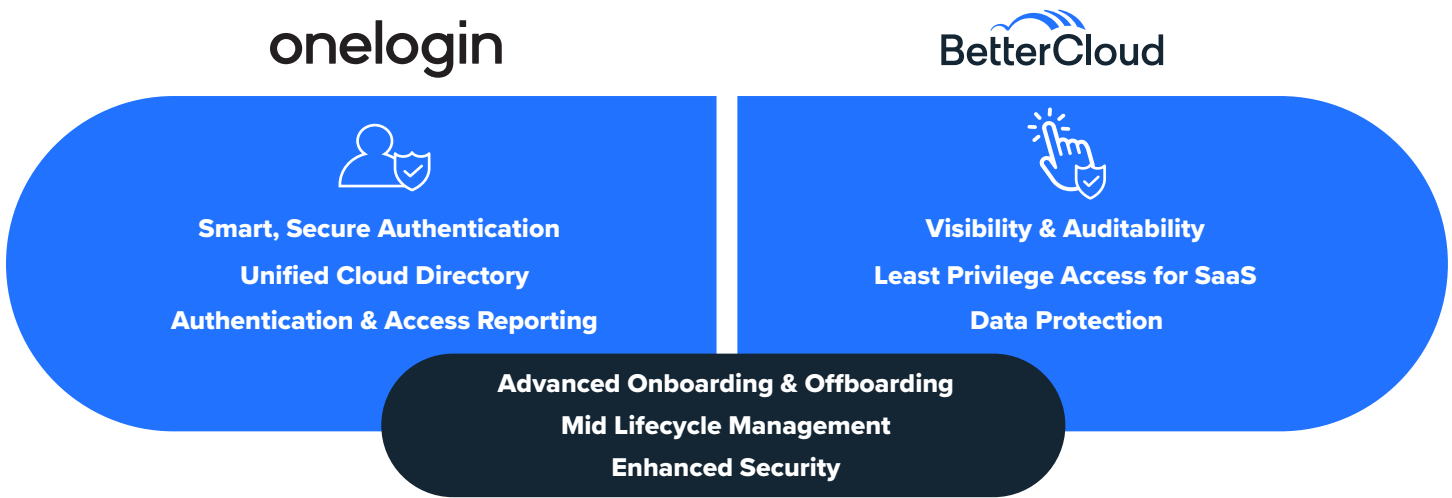 onelogin
BetterCloud
Smart, Secure Authentication
Unified Cloud Directory
Authentication & Access Reporting
Visibility & Auditability
Least Privilege Access for SaaS
Data Protection
Advanced Onboarding & Offboarding
Mid Lifecycle Management
Enhanced Security